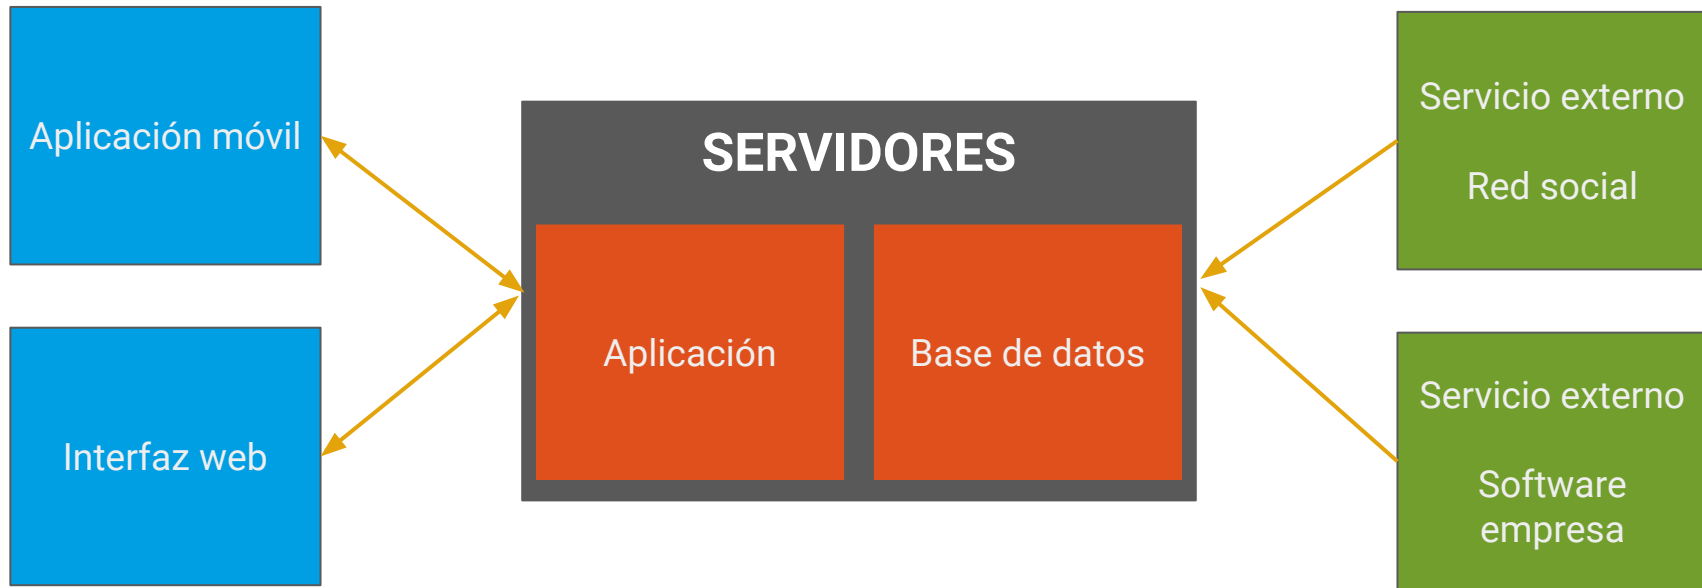 Aplicación móvil
Interfaz web
SERVIDORES
Aplicación
Base de datos
Servicio externo
Red social
Servicio externo
Software
empresa